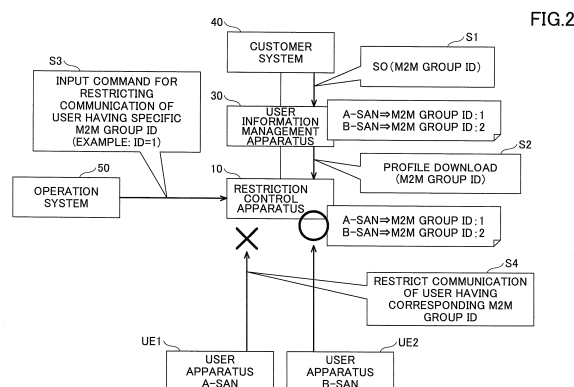 FIG.2
40
CUSTOMER
SYSTEM
S1
SO(M2M GROUP ID)
S3
INPUT COMMAND FOR
RESTRICTING
COMMUNICATION OF
USER HAVING SPECIFIC
M2M GROUP ID
(EXAMPLE: ID=1)
30
USER
INFORMATION
MANAGEMENT
APPARATUS
A-SAN⇒M2M GROUP ID:1
B-SAN⇒M2M GROUP ID:2
S2
PROFILE DOWNLOAD
(M2M GROUP ID)
50
OPERATION
SYSTEM
10
RESTRICTION
CONTROL
APPARATUS
A-SAN⇒M2M GROUP ID:1
B-SAN⇒M2M GROUP ID:2
S4
RESTRICT COMMUNICATION
OF USER HAVING
CORRESPONDING M2M
GROUP ID
UE1
USER
APPARATUS
A-SAN
UE2
USER
APPARATUS
B-SAN